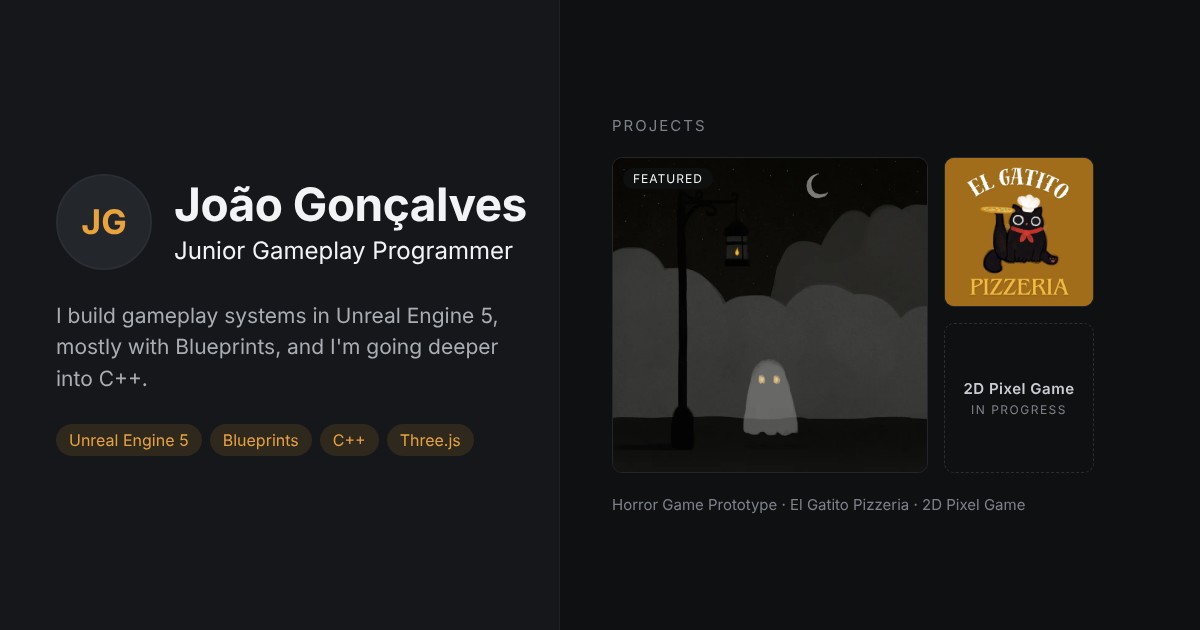 JG
João Gonçalves
Junior Gameplay Programmer
I build gameplay systems in Unreal Engine 5,
mostly with Blueprints, and I'm going deeper
into C++.
Unreal Engine 5
Blueprints
C++
Three.js
PROJECTS
FEATURED
EL GATITO
PIZZERIA
2D Pixel Game
IN PROGRESS
Horror Game Prototype · El Gatito Pizzeria · 2D Pixel Game